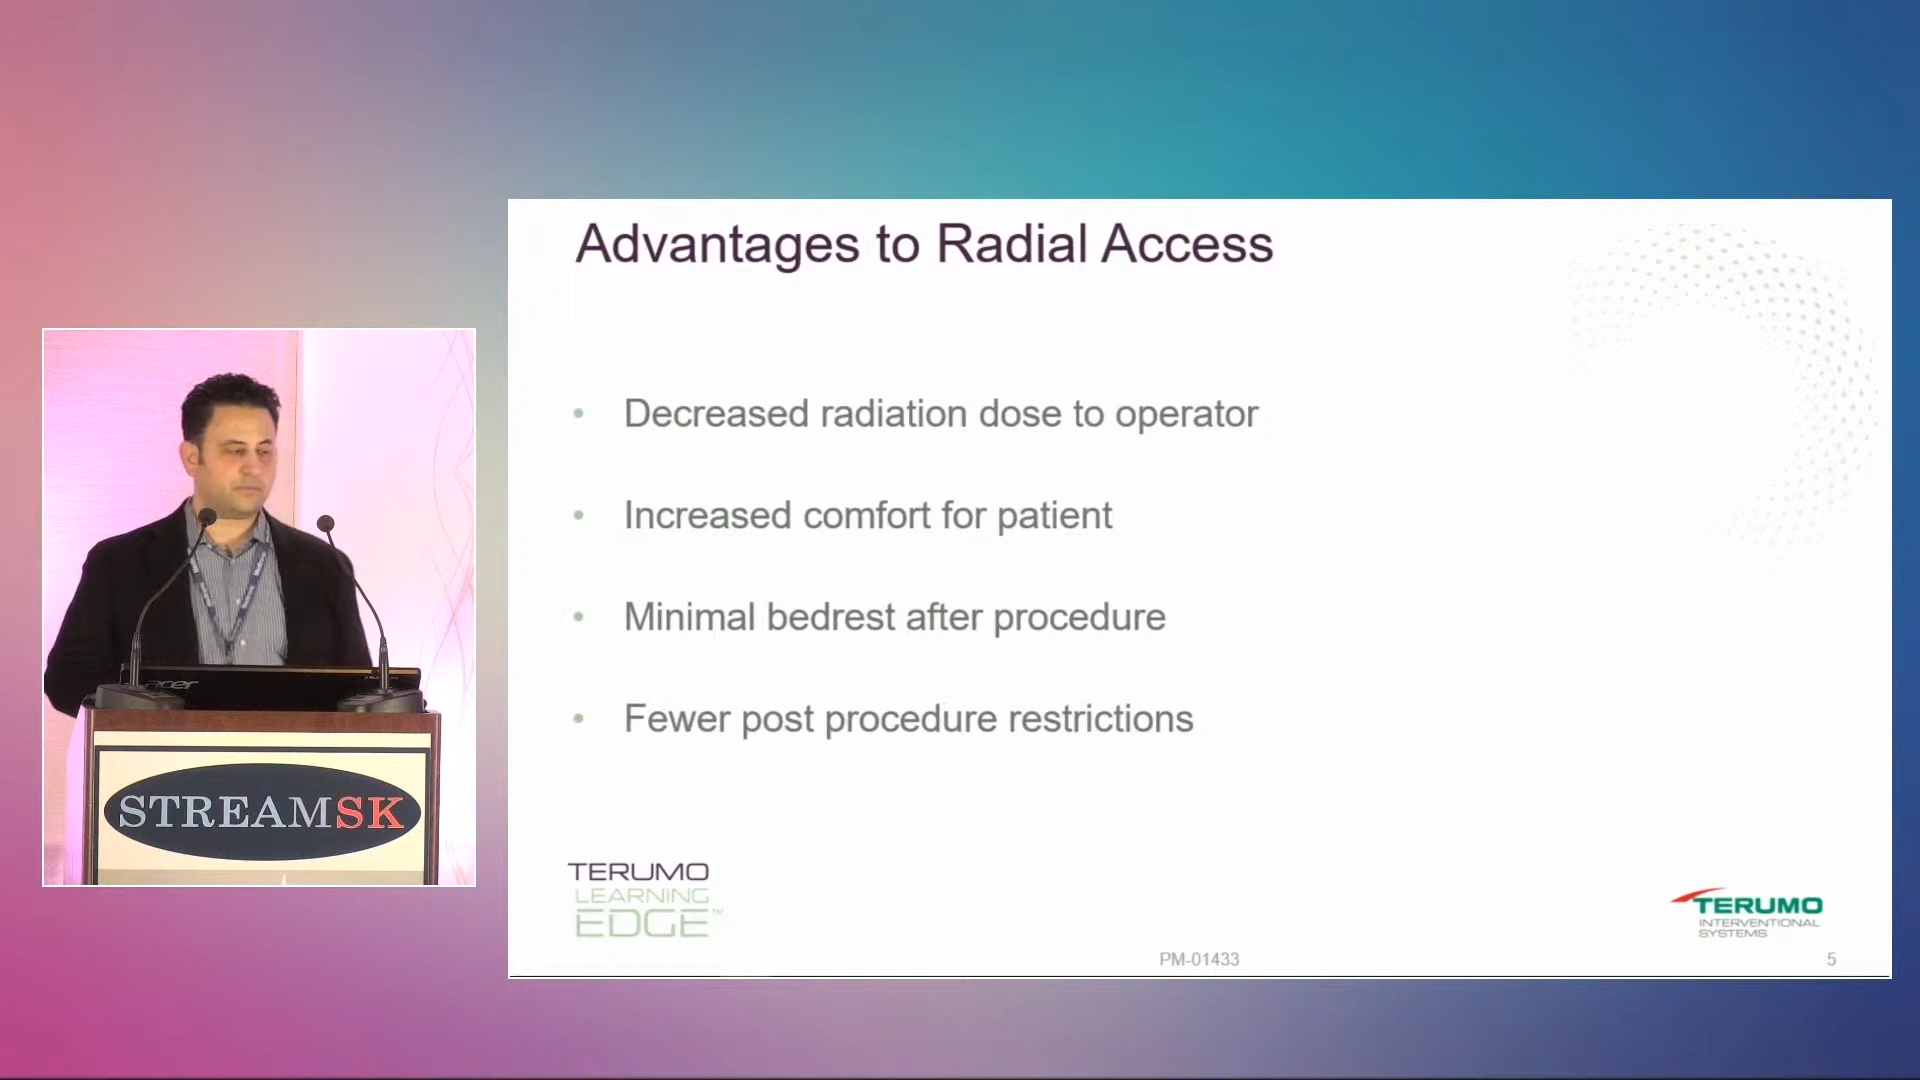 Advantages to Radial Access
• Decreased radiation dose to operator
• Increased comfort for patient
• Minimal bedrest after procedure
• Fewer post procedure restrictions
TERUMO
LEARNING
EDGE™
TERUMO
INTERVENTIONAL
SYSTEMS
PM-01433
5
acer
STREAMSK